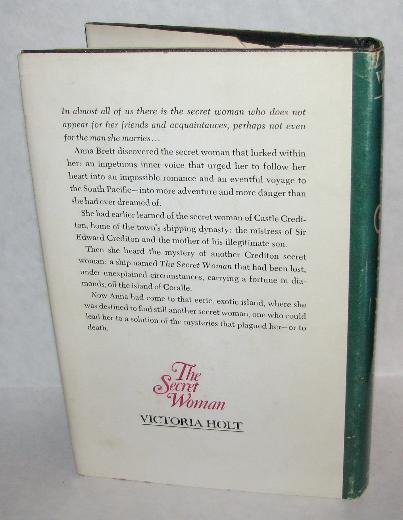 In almost all of us there is the secret woman who does not
appear for her friends and acquaintances, perhaps not even
for the man she marries...
Anna Brett discovered the secret woman that lurked within
her: an impetuous inner voice that urged her to follow her
heart into an impossible romance and an eventful voyage to
the South Pacific—into more adventure and more danger than
she had ever dreamed of.
She had earlier learned of the secret woman of Castle Credi-
ton, home of the town's shipping dynasty: the mistress of Sir
Edward Crediton and the mother of his illegitimate son.
Then she heard the mystery of another Crediton secret
woman: a ship named The Secret Woman that had been lost,
under unexplained circumstances, carrying a fortune in dia-
monds, off the island of Coralle.
Now Anna had come to that eerie, exotic island, where she
was destined to find still another secret woman, one who could
lead her to a solution of the mysteries that plagued her—or to
death.
The
Secret
Woman
VICTORIA HOLT